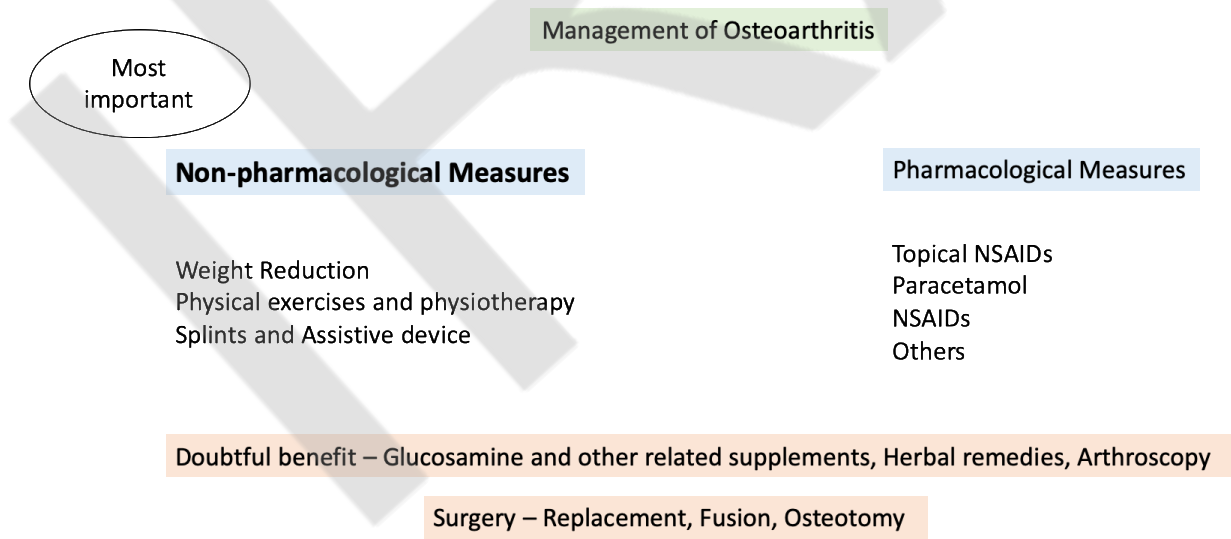 Management of Osteoarthritis
Most
important
Non-pharmacological Measures
Pharmacological Measures
Weight Reduction
Physical exercises and physiotherapy
Splints and Assistive device
Topical NSAIDs
Paracetamol
NSAIDs
Others
Doubtful benefit – Glucosamine and other related supplements, Herbal remedies, Arthroscopy
Surgery – Replacement, Fusion, Osteotomy